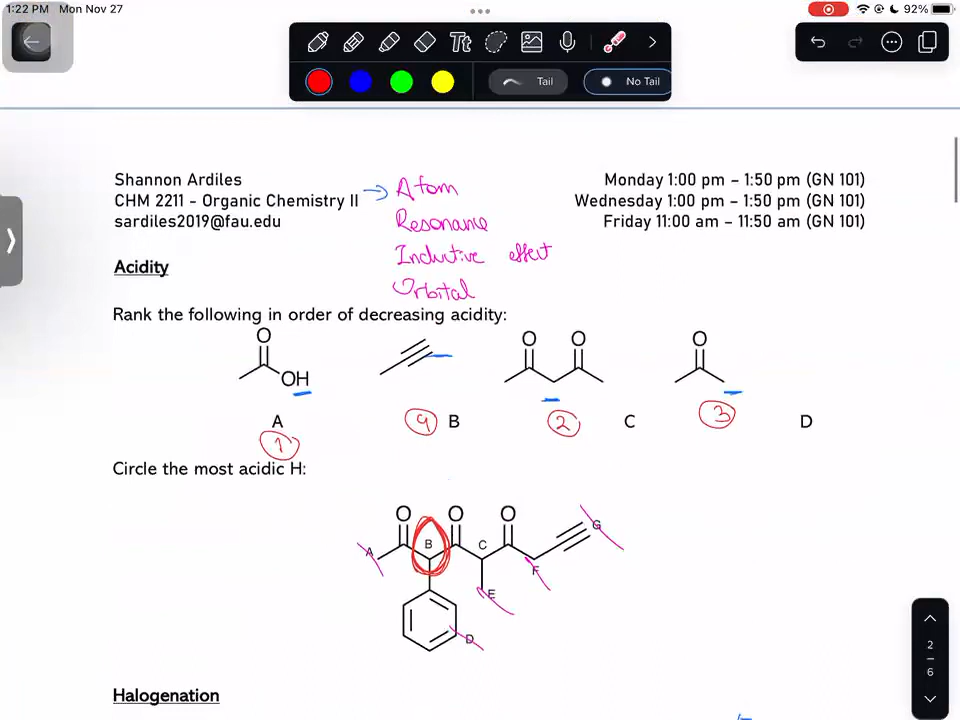 1:22 PM Mon Nov 27
92%
Tt
Tail
No Tail
Shannon Ardiles
CHM 2211 - Organic Chemistry II
sardiles2019@fau.edu
Atom
Resonance
Inductive effect
Orbital
Monday 1:00 pm – 1:50 pm (GN 101)
Wednesday 1:00 pm – 1:50 pm (GN 101)
Friday 11:00 am – 11:50 am (GN 101)
Acidity
Rank the following in order of decreasing acidity:
O
OH
O O
O
A
B
C
D
1
4
2
3
Circle the most acidic H:
O O O
A
B
C
G
F
E
D
Halogenation
2
6